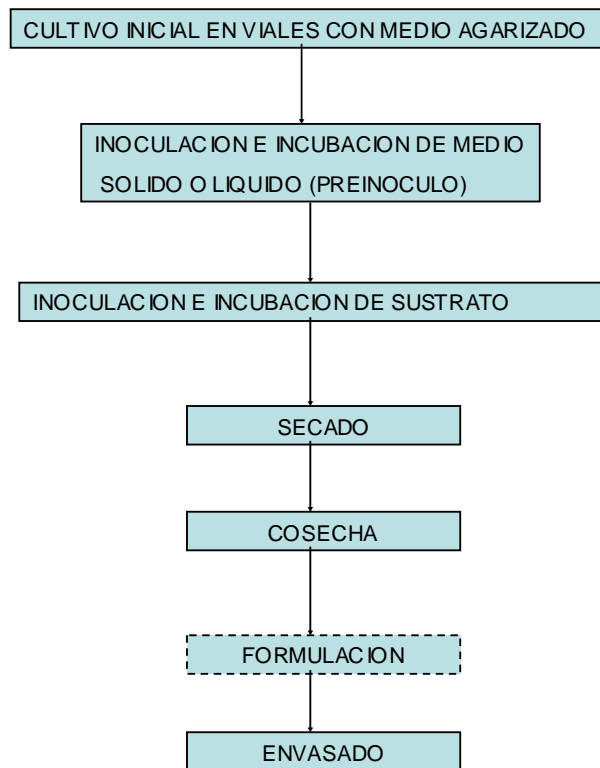 CULTIVO INICIAL EN VIALES CON MEDIO AGARIZADO
INOCULACION E INCUBACION DE MEDIO
SOLIDO O LIQUIDO (PREINOCULO)
INOCULACION E INCUBACION DE SUSTRATO
SECADO
COSECHA
FORMULACION
ENVASADO